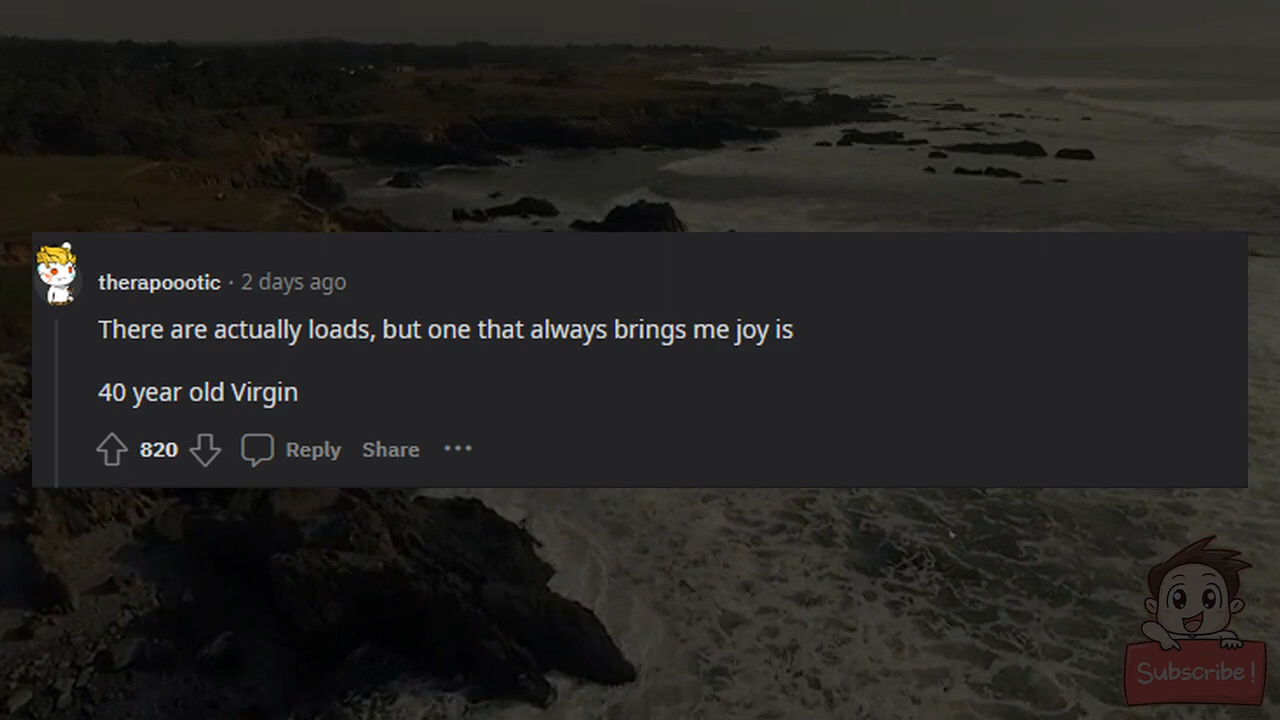 therapoootic · 2 days ago
There are actually loads, but one that always brings me joy is
40 year old Virgin
820 Reply Share ···
Subscribe!